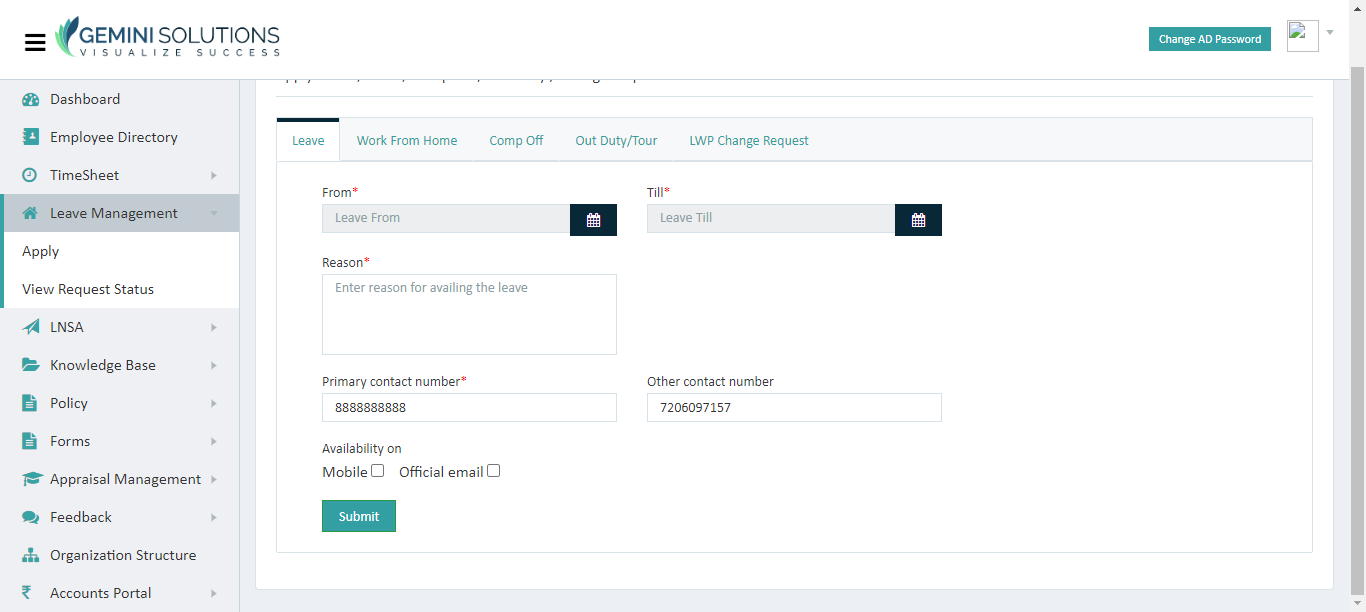 GEMINI SOLUTIONS
VISUALIZE SUCCESS
Change AD Password
Dashboard
Employee Directory
TimeSheet
Leave Management
Apply
View Request Status
LNSA
Knowledge Base
Policy
Forms
Appraisal Management
Feedback
Organization Structure
Accounts Portal
Leave Work From Home Comp Off Out Duty/Tour LWP Change Request
From* Till*
Leave From Leave Till
Reason*
Enter reason for availing the leave
Primary contact number* Other contact number
8888888888 7206097157
Availability on
Mobile Official email
Submit